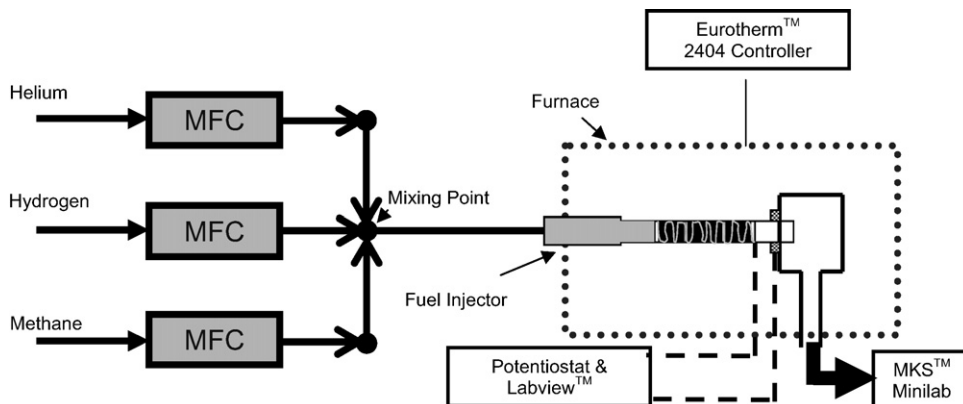 Eurotherm™
2404 Controller
Helium
MFC
Furnace
Hydrogen
MFC
Mixing Point
Fuel Injector
Methane
MFC
Potentiostat &
Labview™
MKS™
Minilab